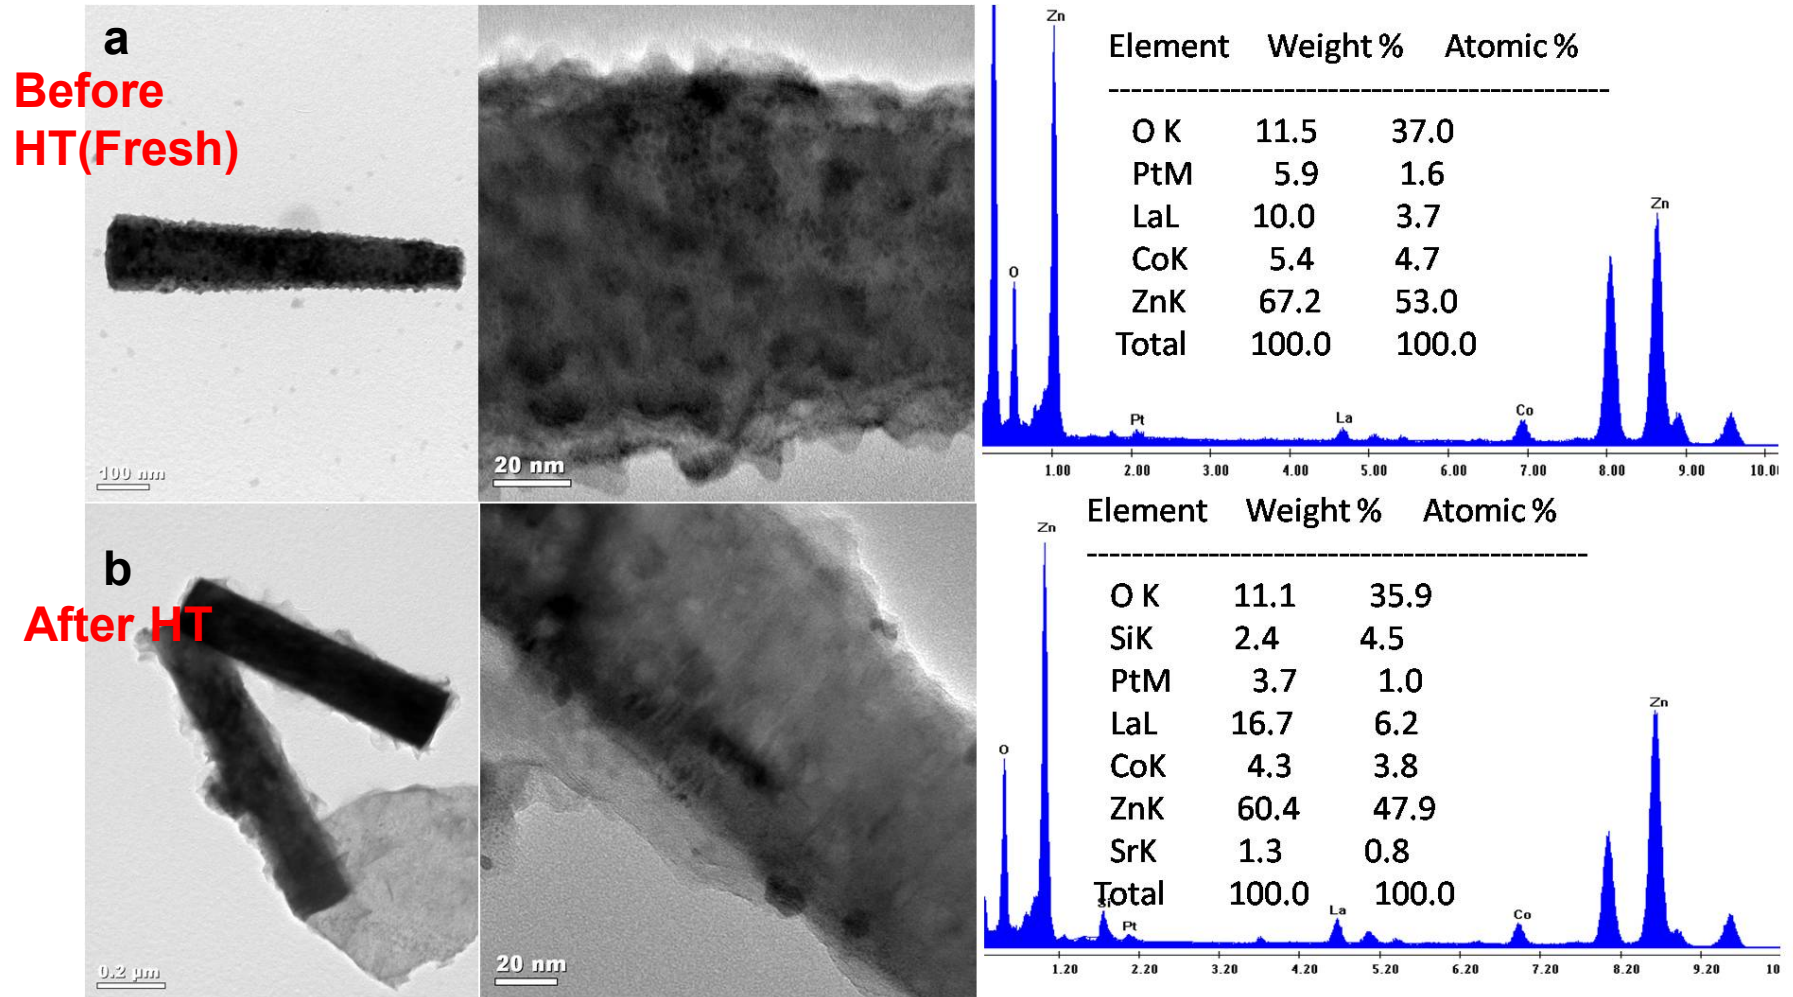 a
Before
HT(Fresh)
100 nm
20 nm
Zn
O
Pt
La
Co
Zn
Element Weight % Atomic %
---------------------------------------------
O K 11.5 37.0
PtM 5.9 1.6
LaL 10.0 3.7
CoK 5.4 4.7
ZnK 67.2 53.0
Total 100.0 100.0
1.00 2.00 3.00 4.00 5.00 6.00 7.00 8.00 9.00 10.0
b
After HT
0.2 µm
20 nm
Zn
O
Si
Pt
La
Co
Zn
Element Weight % Atomic %
---------------------------------------------
O K 11.1 35.9
SiK 2.4 4.5
PtM 3.7 1.0
LaL 16.7 6.2
CoK 4.3 3.8
ZnK 60.4 47.9
SrK 1.3 0.8
Total 100.0 100.0
1.20 2.20 3.20 4.20 5.20 6.20 7.20 8.20 9.20 10